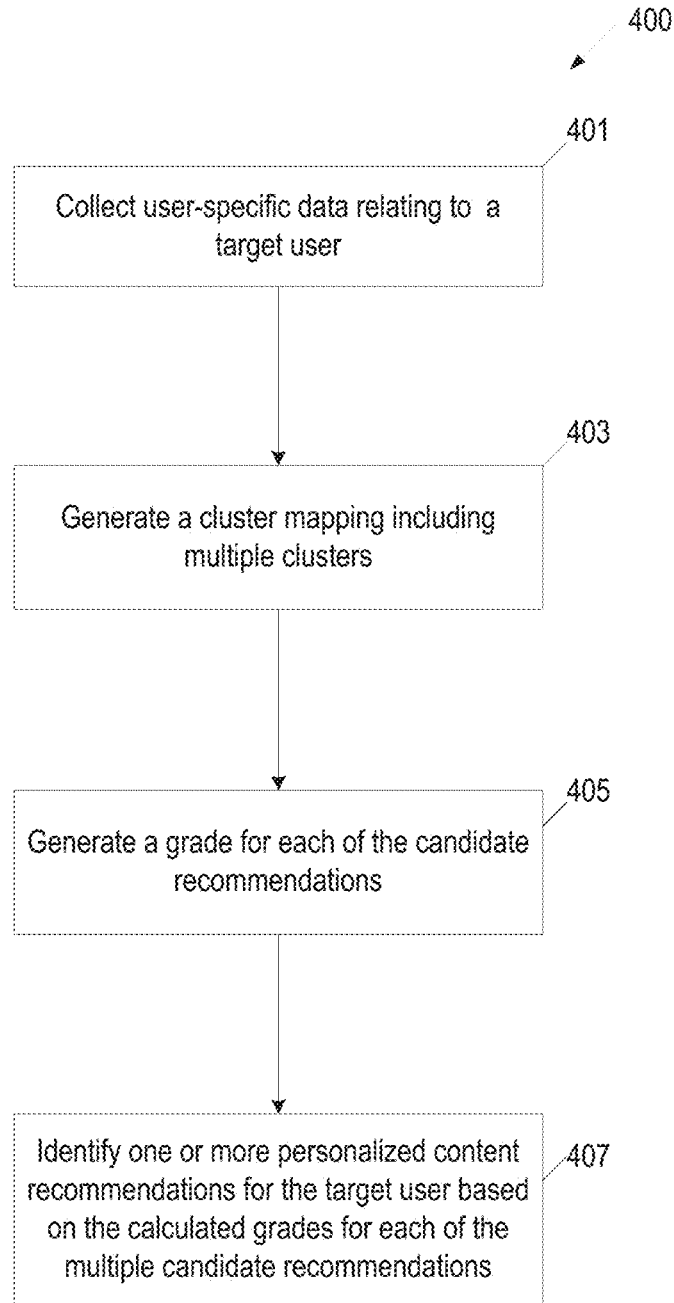 400
401
Collect user-specific data relating to a
target user
403
Generate a cluster mapping including
multiple clusters
405
Generate a grade for each of the candidate
recommendations
407
Identify one or more personalized content
recommendations for the target user based
on the calculated grades for each of the
multiple candidate recommendations